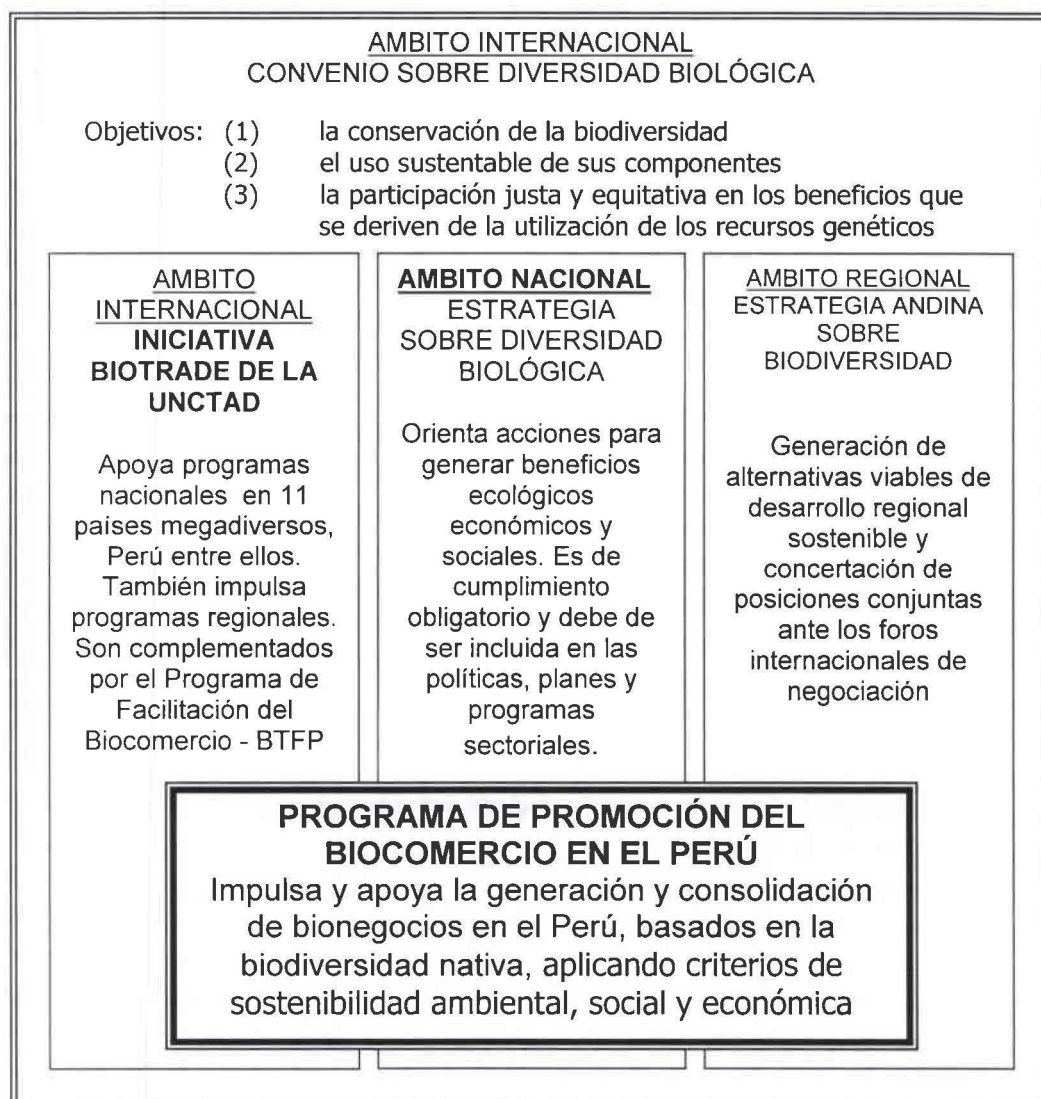 AMBITO INTERNACIONAL
CONVENIO SOBRE DIVERSIDAD BIOLÓGICA
Objetivos: (1) la conservación de la biodiversidad
(2) el uso sustentable de sus componentes
(3) la participación justa y equitativa en los beneficios que
se deriven de la utilización de los recursos genéticos
AMBITO
INTERNACIONAL
INICIATIVA
BIOTRADE DE LA
UNCTAD
Apoya programas
nacionales en 11
países megadiversos,
Perú entre ellos.
También impulsa
programas regionales.
Son complementados
por el Programa de
Facilitación del
Biocomercio - BTFP
AMBITO NACIONAL
ESTRATEGIA
SOBRE DIVERSIDAD
BIOLÓGICA
Orienta acciones para
generar beneficios
ecológicos
económicos y
sociales. Es de
cumplimiento
obligatorio y debe de
ser incluida en las
políticas, planes y
programas
sectoriales.
AMBITO REGIONAL
ESTRATEGIA ANDINA
SOBRE
BIODIVERSIDAD
Generación de
alternativas viables de
desarrollo regional
sostenible y
concertación de
posiciones conjuntas
ante los foros
internacionales de
negociación
PROGRAMA DE PROMOCIÓN DEL
BIOCOMERCIO EN EL PERÚ
Impulsa y apoya la generación y consolidación
de bionegocios en el Perú, basados en la
biodiversidad nativa, aplicando criterios de
sostenibilidad ambiental, social y económica